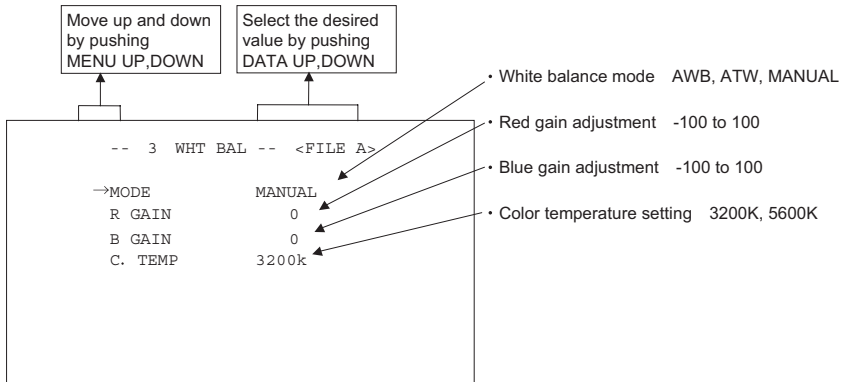 Move up and down
by pushing
MENU UP,DOWN
Select the desired
value by pushing
DATA UP,DOWN
・White balance mode AWB, ATW, MANUAL
・Red gain adjustment -100 to 100
・Blue gain adjustment -100 to 100
・Color temperature setting 3200K, 5600K
-- 3 WHT BAL -- <FILE A>
→MODE MANUAL
R GAIN 0
B GAIN 0
C. TEMP 3200k